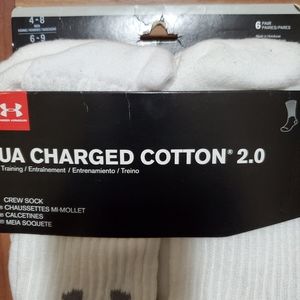 4-8
6-9
6 PAIR
PAIRES/PARES
UNDER ARMOUR
UA CHARGED COTTON® 2.0
Training / Entraînement / Entrenamiento / Treino
CREW SOCK
CHAUSSETTES MI-MOLLET
CALCETINES
MEIA SOQUETE